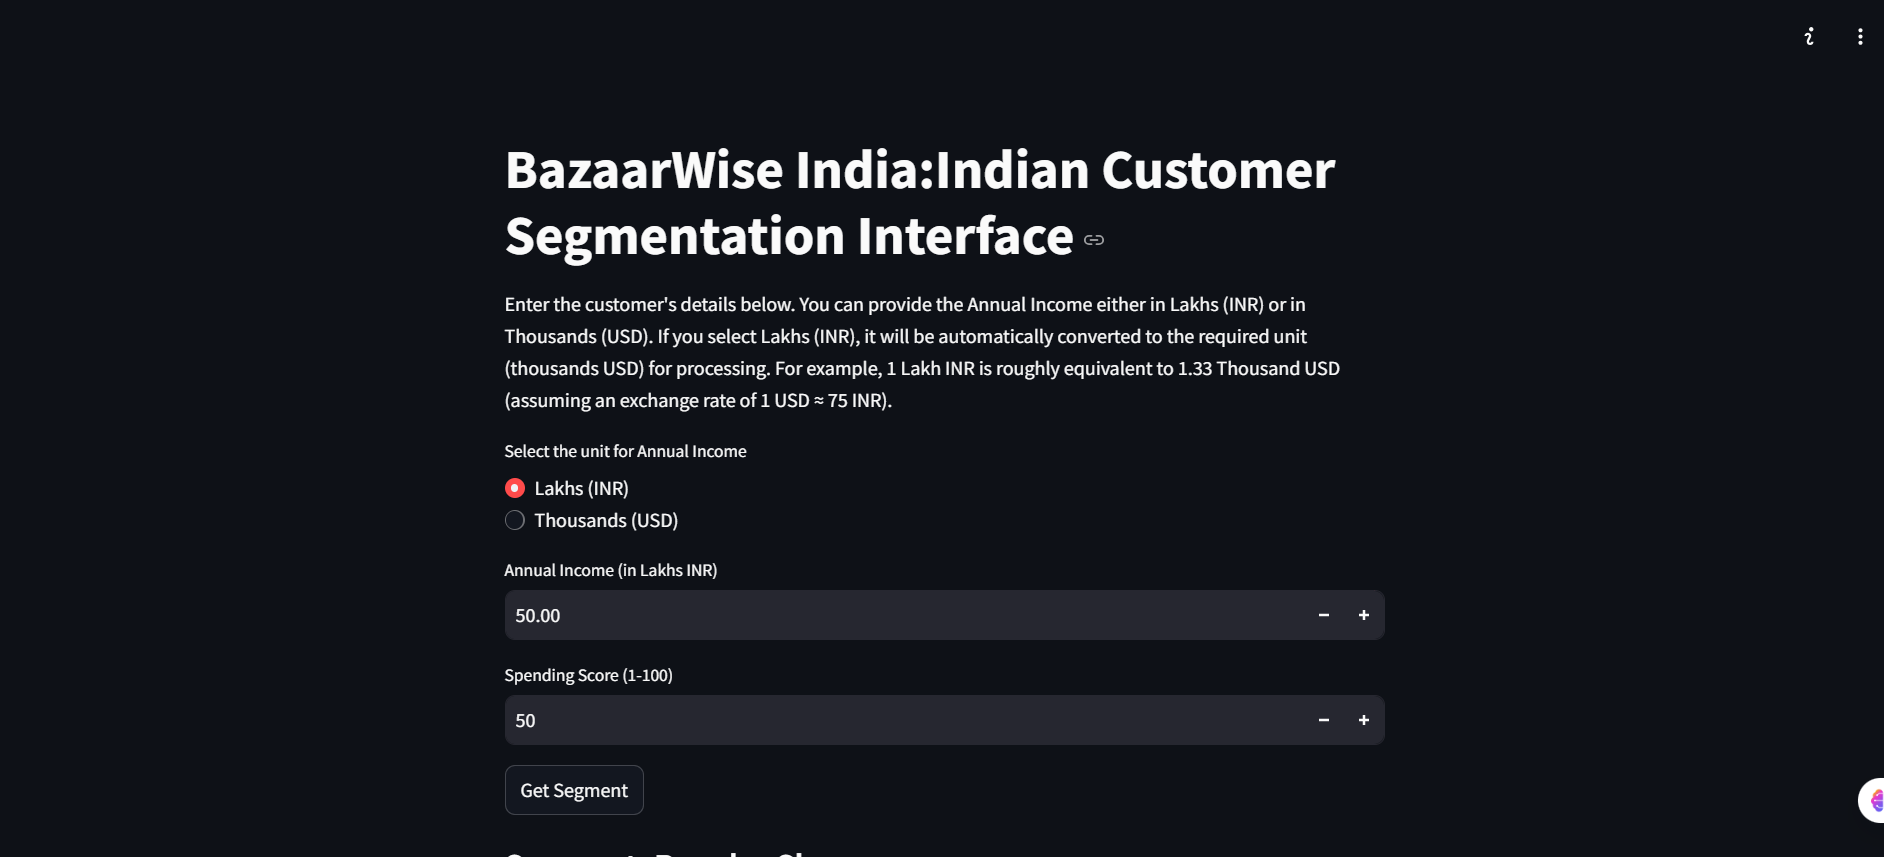 BazaarWise India:Indian Customer
Segmentation Interface
Enter the customer's details below. You can provide the Annual Income either in Lakhs (INR) or in
Thousands (USD). If you select Lakhs (INR), it will be automatically converted to the required unit
(thousands USD) for processing. For example, 1 Lakh INR is roughly equivalent to 1.33 Thousand USD
(assuming an exchange rate of 1 USD ≈ 75 INR).
Select the unit for Annual Income
Lakhs (INR)
Thousands (USD)
Annual Income (in Lakhs INR)
50.00
Spending Score (1-100)
50
Get Segment